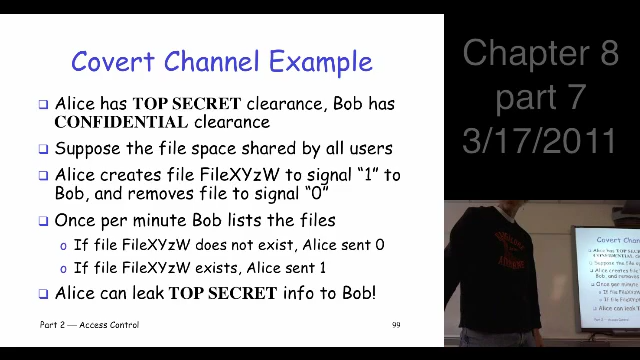 Covert Channel Example
Alice has TOP SECRET clearance, Bob has
CONFIDENTIAL clearance
Suppose the file space shared by all users
Alice creates file FileXYzW to signal “1” to
Bob, and removes file to signal “0”
Once per minute Bob lists the files
If file FileXYzW does not exist, Alice sent 0
If file FileXYzW exists, Alice sent 1
Alice can leak TOP SECRET info to Bob!
Part 2 — Access Control
99
Chapter 8
part 7
3/17/2011